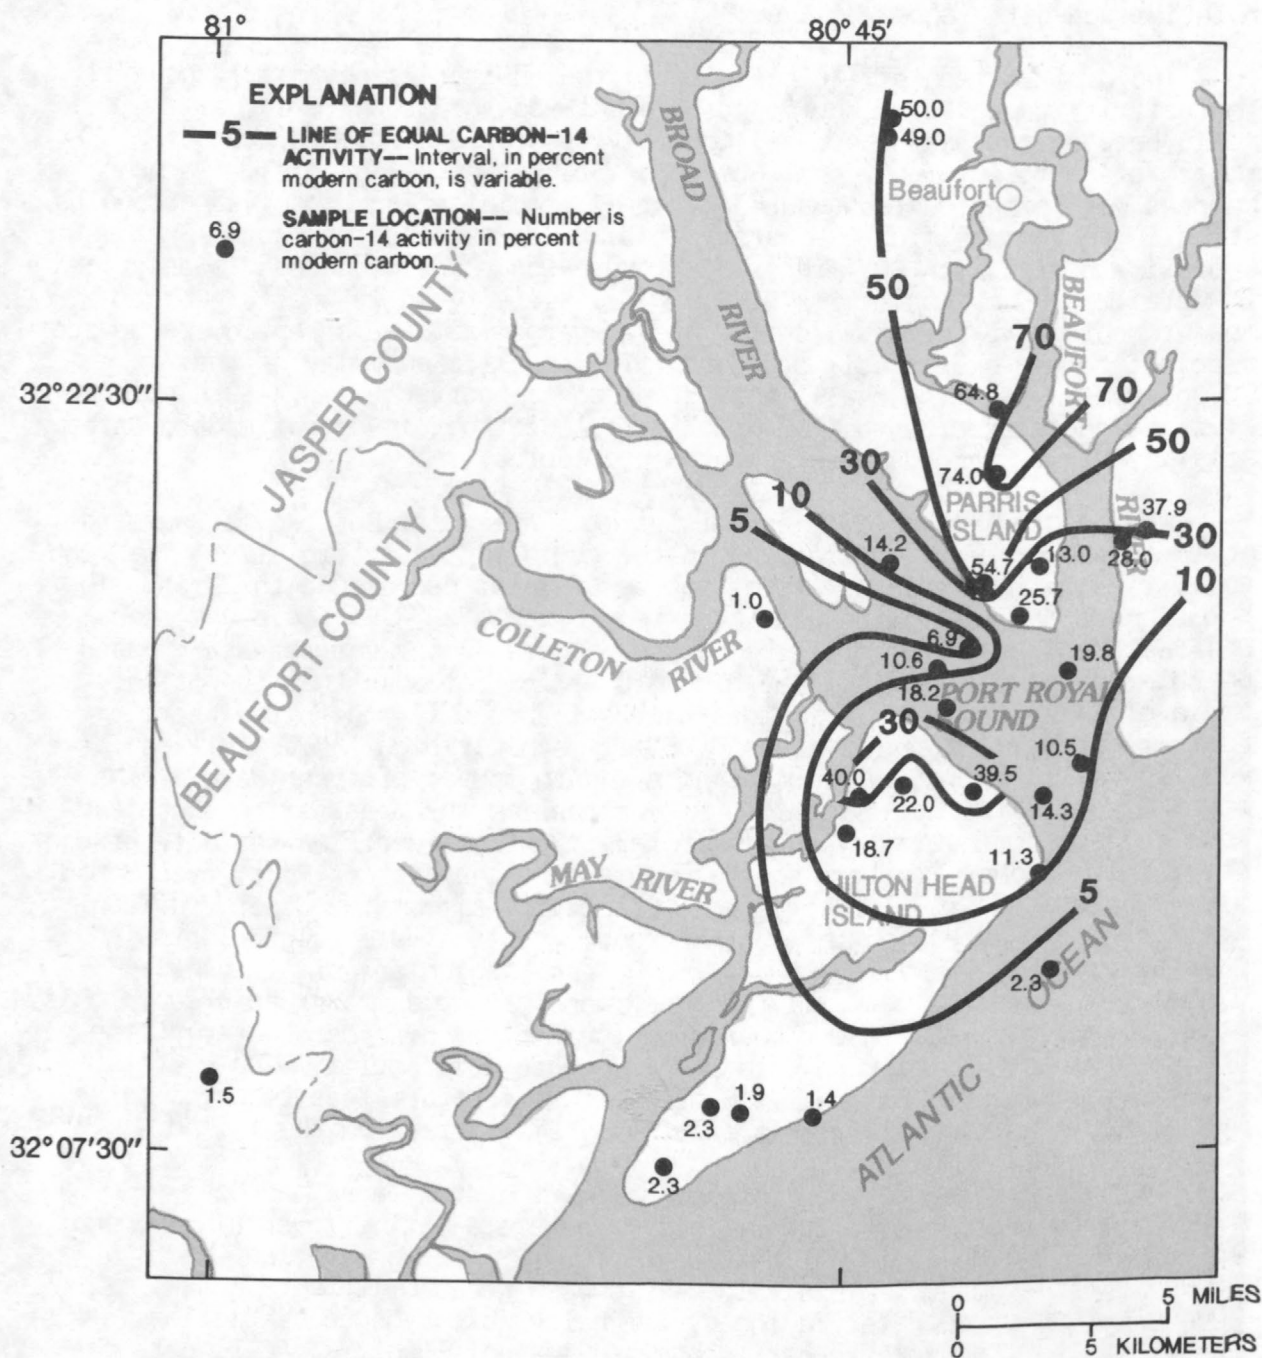 81°
80°45′
EXPLANATION
5 LINE OF EQUAL CARBON-14
ACTIVITY-- Interval, in percent
modern carbon, is variable.
6.9
SAMPLE LOCATION-- Number is
carbon-14 activity in percent
modern carbon.
BROAD
RIVER
50.0
49.0
Beaufort
50
BEAUFORT
RIVER
70
32°22′30″
64.8
70
JASPER COUNTY
BEAUFORT COUNTY
50
30
74.0
PARRIS
ISLAND
10
5
37.9
30
14.2
54.7
13.0
28.0
10
1.0
25.7
COLLETON
RIVER
6.9
10.6
19.8
18.2
PORT ROYAL
SOUND
30
10.5
40.0
39.5
22.0
14.3
18.7
11.3
MAY RIVER
HILTON HEAD
ISLAND
5
2.3
ATLANTIC
OCEAN
1.5
2.3
1.9
1.4
32°07′30″
2.3
0 5 MILES
0 5 KILOMETERS